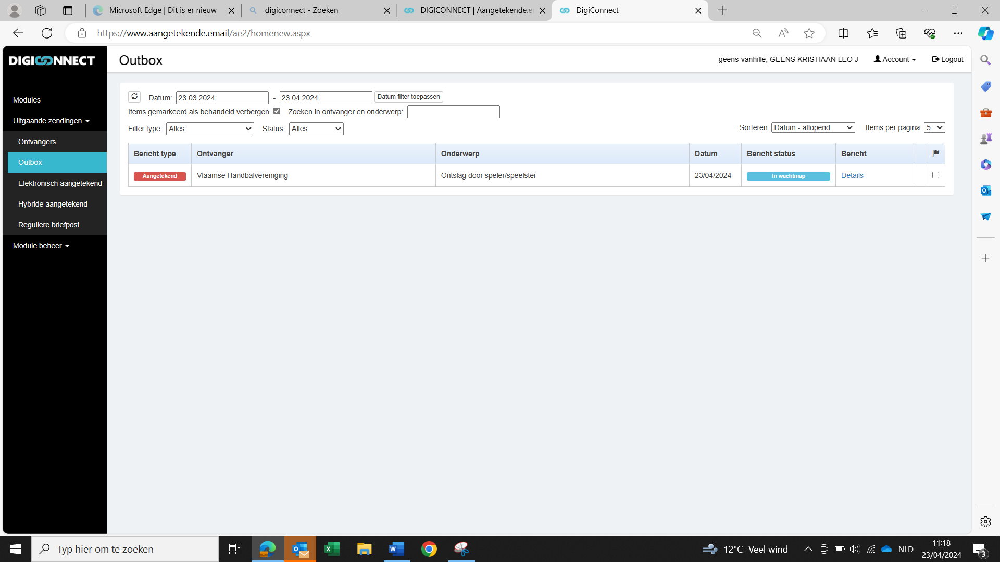 Microsoft Edge | Dit is er nieuw
digiconnect - Zoeken
DIGICONNECT | Aangetekende.e
DigiConnect
https://www.aangetekende.email/ae2/homenew.aspx
DIGICONNECT
Outbox
geens-vanhille, GEENS KRISTIAAN LEO J
Account
Logout
Modules
Uitgaande zendingen
Ontvangers
Outbox
Elektronisch aangetekend
Hybride aangetekend
Reguliere briefpost
Module beheer
Datum: 23.03.2024 - 23.04.2024 Datum filter toepassen
Items gemarkeerd als behandeld verbergen Zoeken in ontvanger en onderwerp:
Filter type: Alles Status: Alles Sorteren Datum - aflopend Items per pagina 5
Bericht type Ontvanger Onderwerp Datum Bericht status Bericht
Aangetekend Vlaamse Handbalvereniging Ontslag door speler/speelster 23/04/2024 In wachtmap Details
Typ hier om te zoeken
12°C Veel wind
NLD
11:18
23/04/2024
3